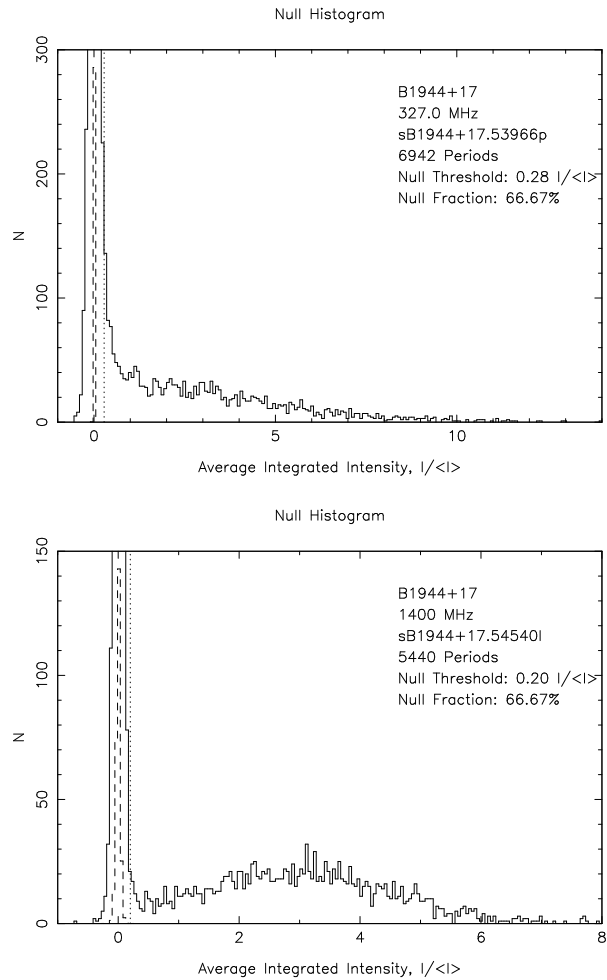 Null Histogram
300
200
100
0
N
B1944+17
327.0 MHz
sB1944+17.53966p
6942 Periods
Null Threshold: 0.28 I/<I>
Null Fraction: 66.67%
0 5 10
Average Integrated Intensity, I/<I>
Null Histogram
150
100
50
0
N
B1944+17
1400 MHz
sB1944+17.54540l
5440 Periods
Null Threshold: 0.20 I/<I>
Null Fraction: 66.67%
0 2 4 6 8
Average Integrated Intensity, I/<I>